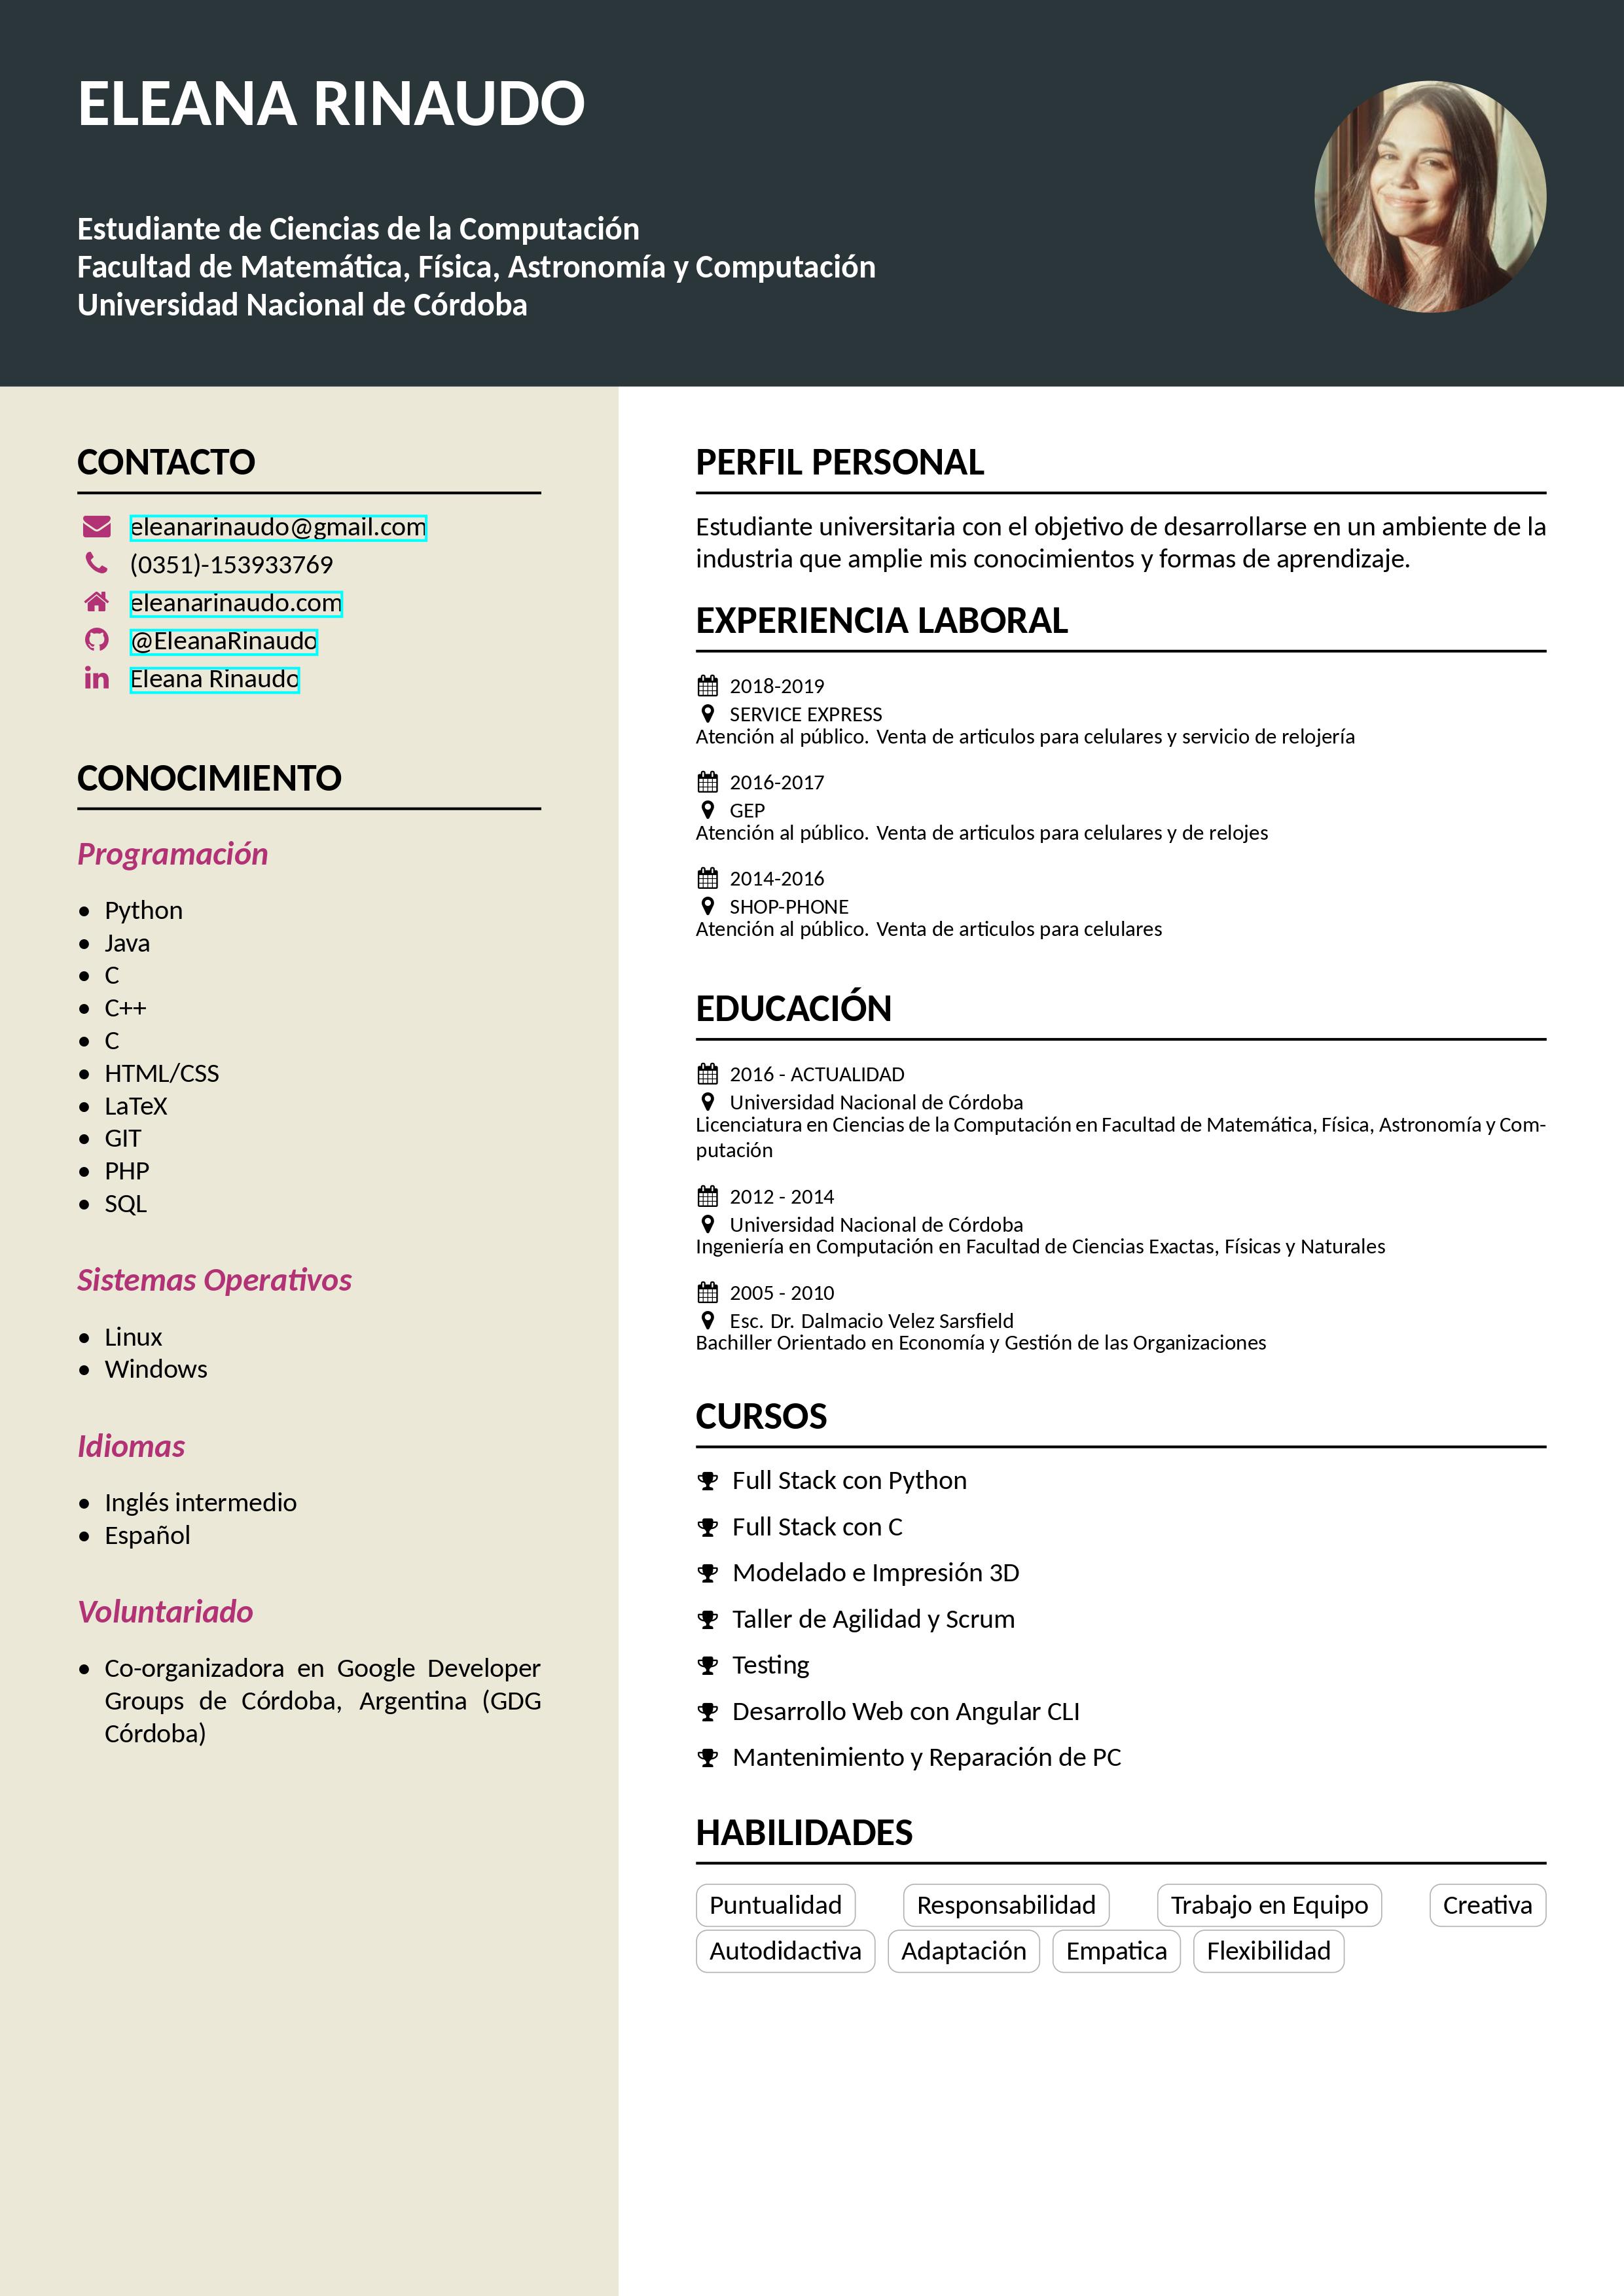 ELEANA RINAUDO
Estudiante de Ciencias de la Computación
Facultad de Matemática, Física, Astronomía y Computación
Universidad Nacional de Córdoba
CONTACTO
eleanarinaudo@gmail.com
(0351)-153933769
eleanarinaudo.com
@EleanaRinaudo
Eleana Rinaudo
CONOCIMIENTO
Programación
• Python
• Java
• C
• C++
• C
• HTML/CSS
• LaTeX
• GIT
• PHP
• SQL
Sistemas Operativos
• Linux
• Windows
Idiomas
• Inglés intermedio
• Español
Voluntariado
• Co-organizadora en Google Developer
Groups de Córdoba, Argentina (GDG
Córdoba)
PERFIL PERSONAL
Estudiante universitaria con el objetivo de desarrollarse en un ambiente de la
industria que amplie mis conocimientos y formas de aprendizaje.
EXPERIENCIA LABORAL
2018-2019
SERVICE EXPRESS
Atención al público. Venta de articulos para celulares y servicio de relojería
2016-2017
GEP
Atención al público. Venta de articulos para celulares y de relojes
2014-2016
SHOP-PHONE
Atención al público. Venta de articulos para celulares
EDUCACIÓN
2016 - ACTUALIDAD
Universidad Nacional de Córdoba
Licenciatura en Ciencias de la Computación en Facultad de Matemática, Física, Astronomía y Com-
putación
2012 - 2014
Universidad Nacional de Córdoba
Ingeniería en Computación en Facultad de Ciencias Exactas, Físicas y Naturales
2005 - 2010
Esc. Dr. Dalmacio Velez Sarsfield
Bachiller Orientado en Economía y Gestión de las Organizaciones
CURSOS
Full Stack con Python
Full Stack con C
Modelado e Impresión 3D
Taller de Agilidad y Scrum
Testing
Desarrollo Web con Angular CLI
Mantenimiento y Reparación de PC
HABILIDADES
Puntualidad Responsabilidad Trabajo en Equipo Creativa
Autodidactiva Adaptación Empatica Flexibilidad